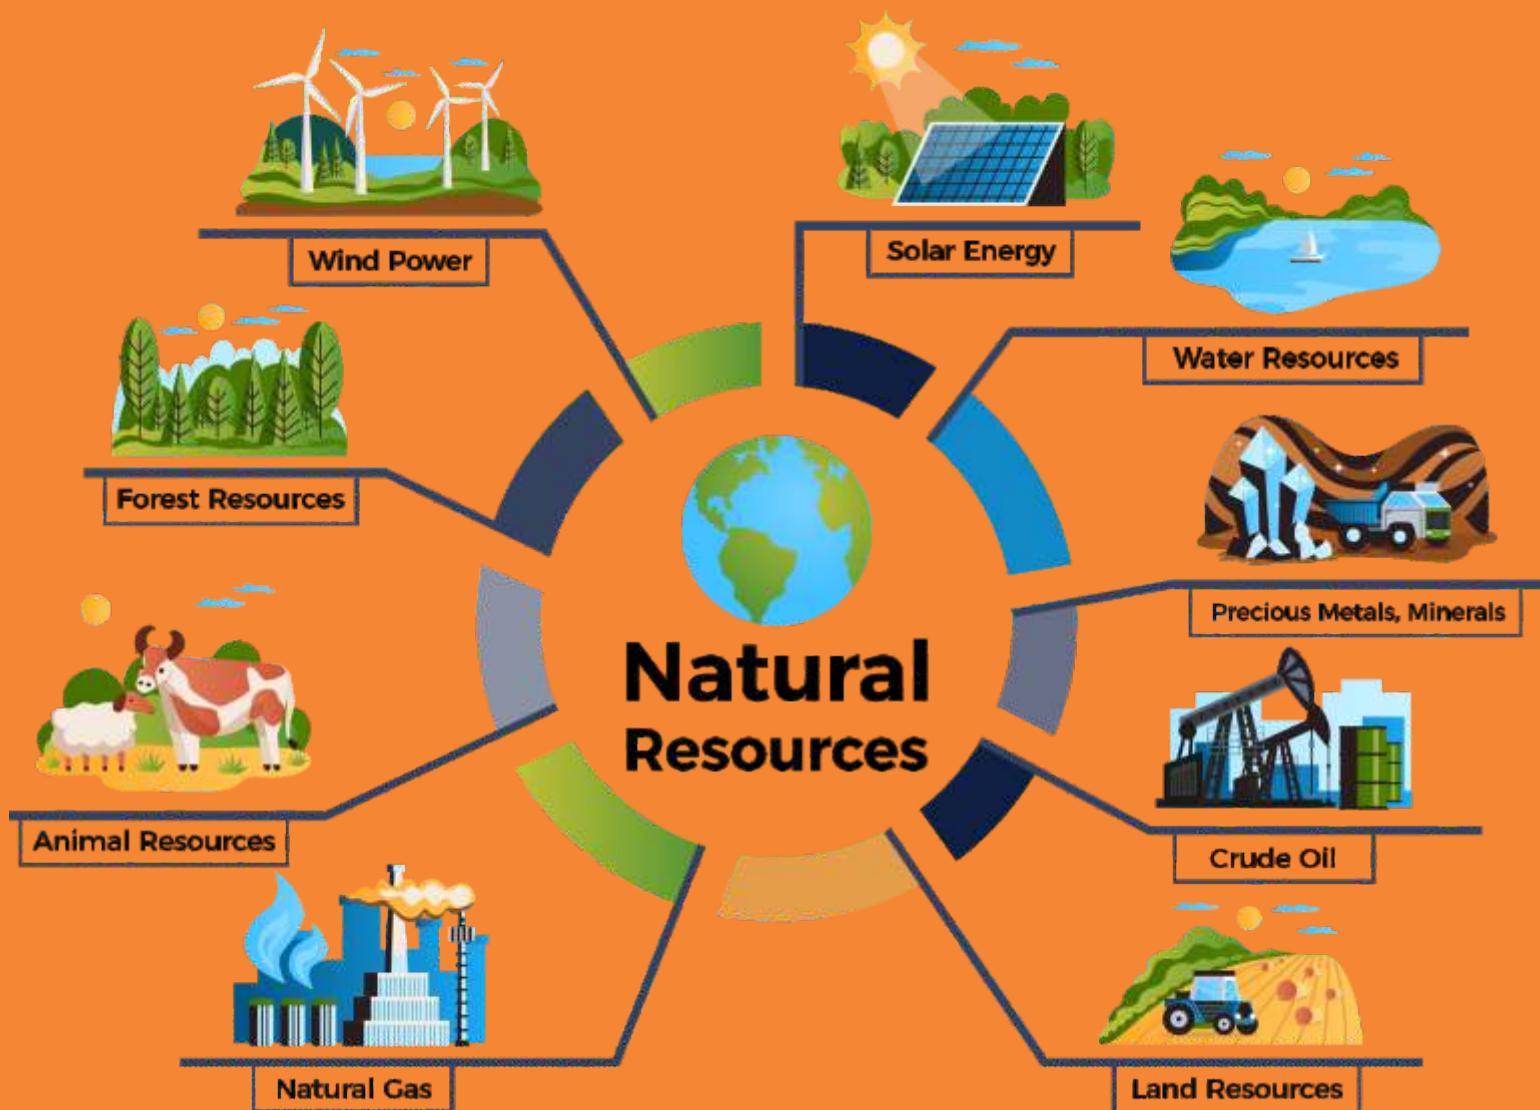 Wind Power
Solar Energy
Water Resources
Forest Resources
Precious Metals, Minerals
Natural
Resources
Animal Resources
Crude Oil
Natural Gas
Land Resources